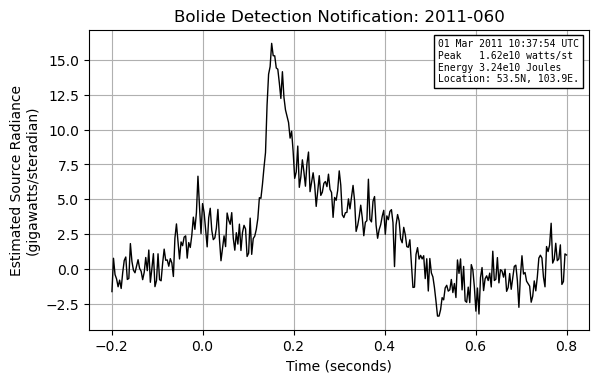 Bolide Detection Notification: 2011-060
01 Mar 2011 10:37:54 UTC
Peak   1.62e10 watts/st
Energy 3.24e10 Joules
Location: 53.5N, 103.9E.
Estimated Source Radiance
(gigawatts/steradian)
15.0
12.5
10.0
7.5
5.0
2.5
0.0
−2.5
−0.2
0.0
0.2
0.4
0.6
0.8
Time (seconds)